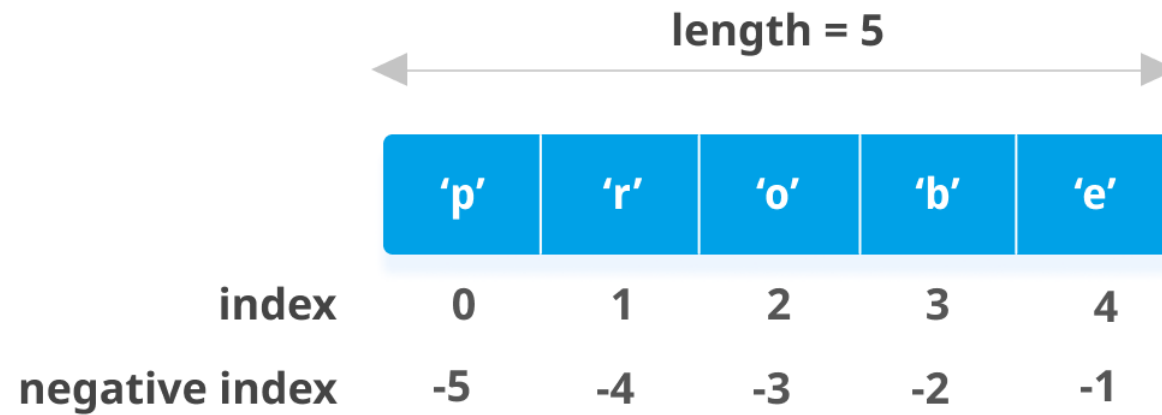 length = 5
‘p’ ‘r’ ‘o’ ‘b’ ‘e’
index 0 1 2 3 4
negative index -5 -4 -3 -2 -1